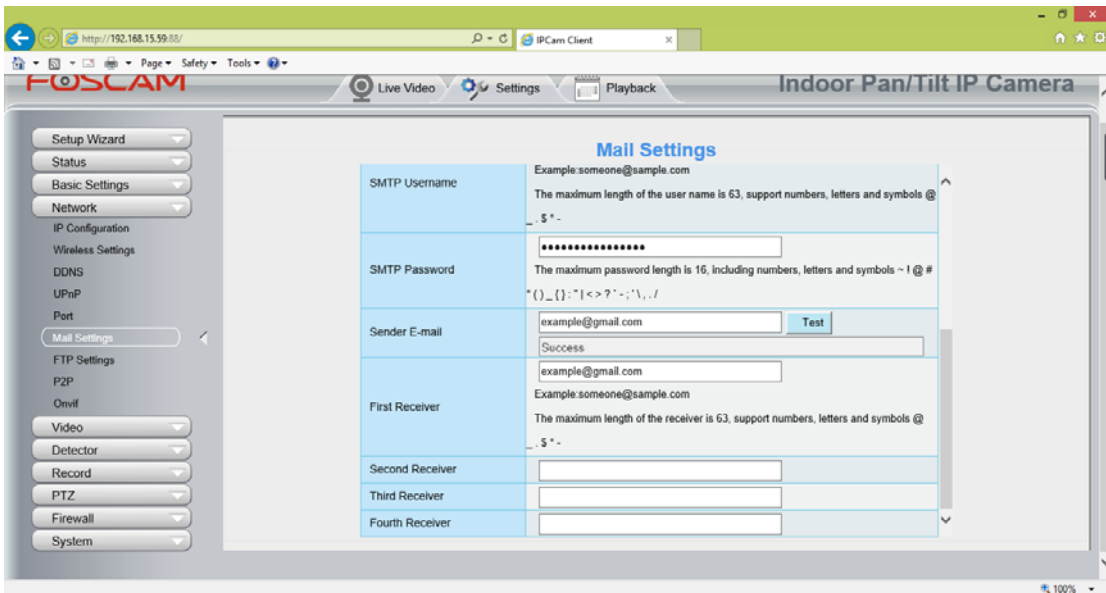 http://192.168.15.59:88/
IPCam Client
Page Safety Tools
FOSCAM
Live Video
Settings
Playback
Indoor Pan/Tilt IP Camera
Setup Wizard
Status
Basic Settings
Network
IP Configuration
Wireless Settings
DDNS
UPnP
Port
Mail Settings
FTP Settings
P2P
Onvif
Video
Detector
Record
PTZ
Firewall
System
Mail Settings
SMTP Username
Example:someone@sample.com
The maximum length of the user name is 63, support numbers, letters and symbols @
_ . $ * -
SMTP Password
••••••••••••••••
The maximum password length is 16, including numbers, letters and symbols ~ ! @ #
Sender E-mail
example@gmail.com
Test
Success
First Receiver
example@gmail.com
Example:someone@sample.com
The maximum length of the receiver is 63, support numbers, letters and symbols @
_ . $ * -
Second Receiver
Third Receiver
Fourth Receiver
100%